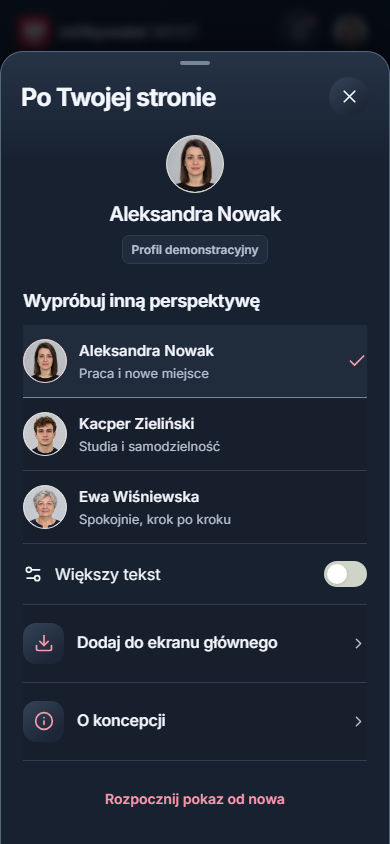 Po Twojej stronie
Aleksandra Nowak
Profil demonstracyjny
Wypróbuj inną perspektywę
Aleksandra Nowak
Praca i nowe miejsce
Kacper Zieliński
Studia i samodzielność
Ewa Wiśniewska
Spokojnie, krok po kroku
Większy tekst
Dodaj do ekranu głównego
O koncepcji
Rozpocznij pokaz od nowa